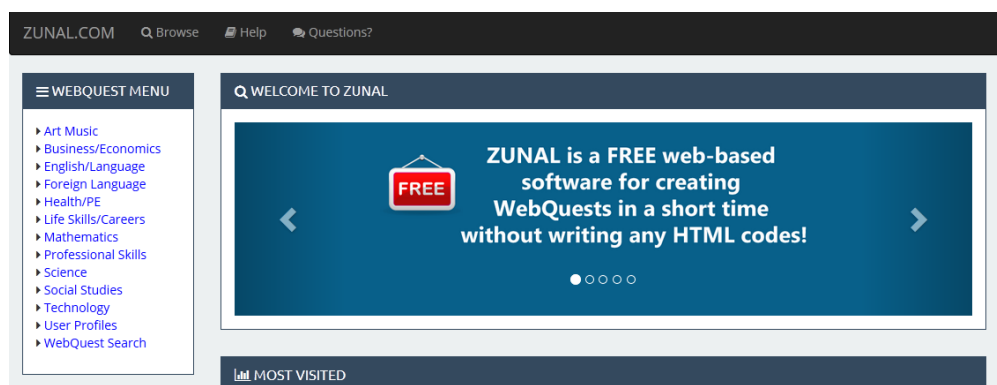 ZUNAL.COM Browse Help Questions?
WEBQUEST MENU
Art Music
Business/Economics
English/Language
Foreign Language
Health/PE
Life Skills/Careers
Mathematics
Professional Skills
Science
Social Studies
Technology
User Profiles
WebQuest Search
WELCOME TO ZUNAL
FREE
ZUNAL is a FREE web-based
software for creating
WebQuests in a short time
without writing any HTML codes!
MOST VISITED